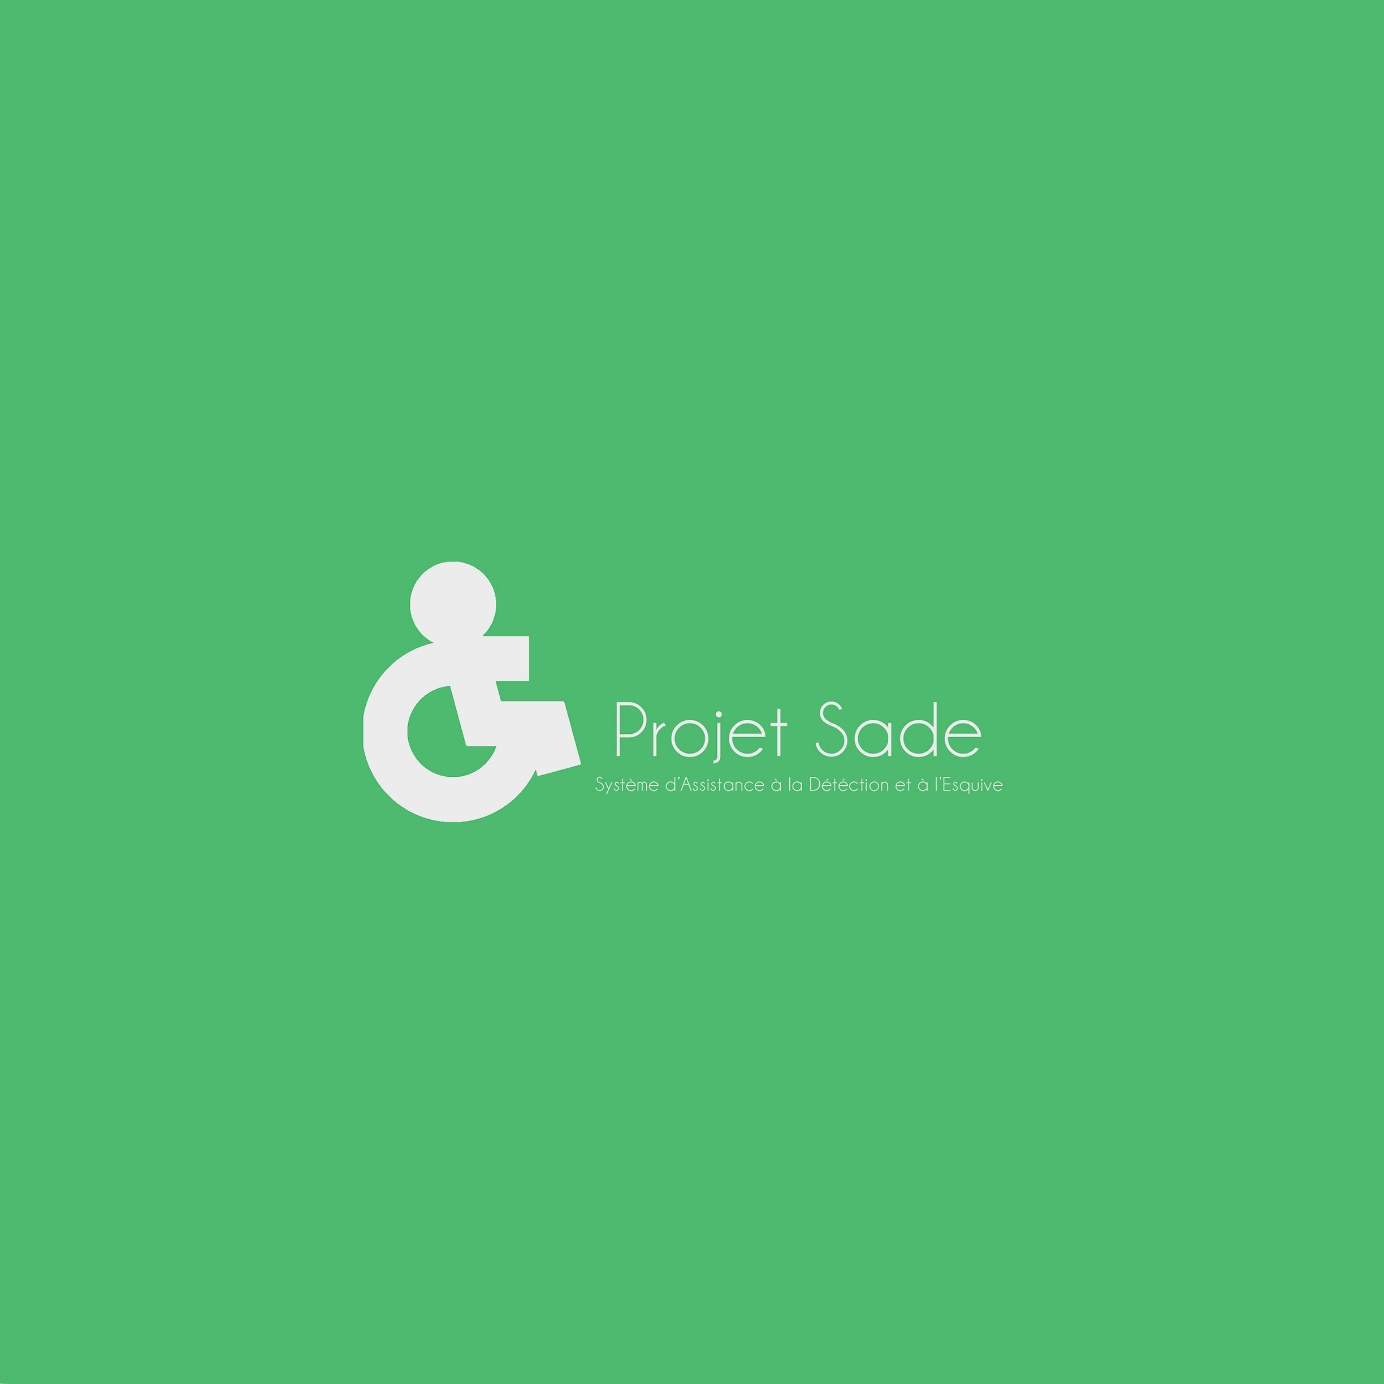 Projet Sade
Système d'Assistance à la Détéction et à l'Esquive